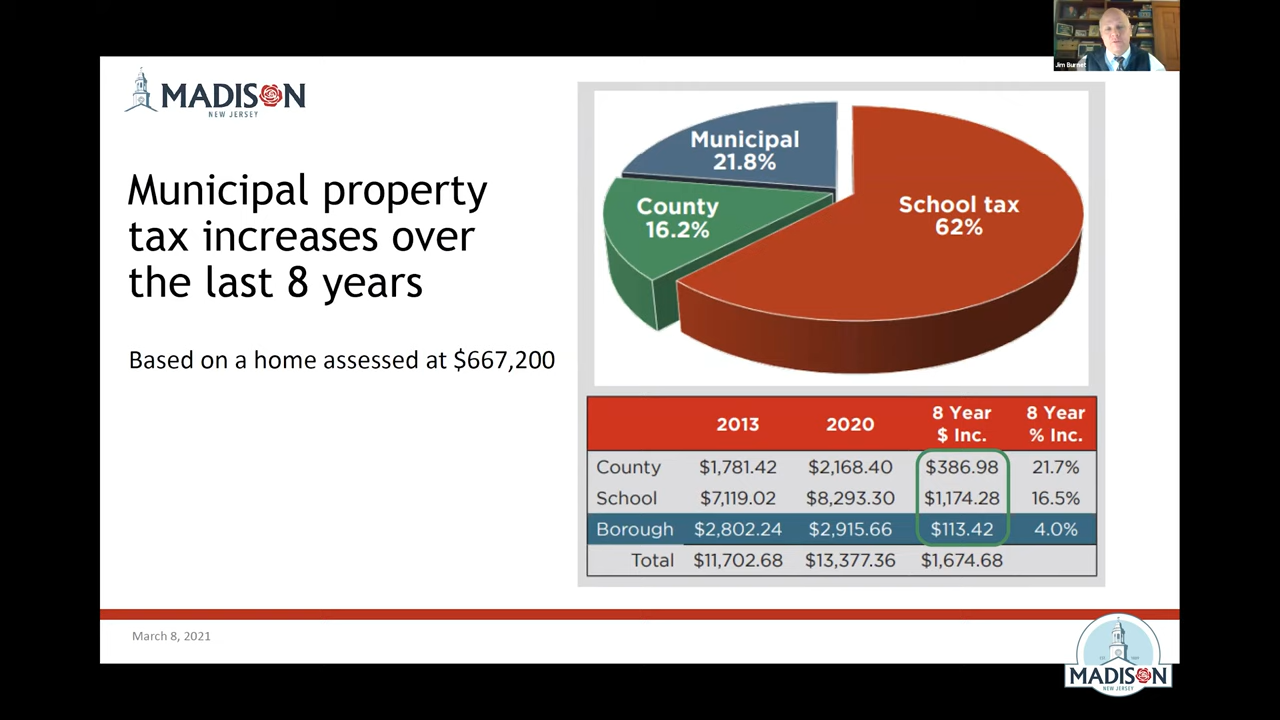 Jim Burnet
MADISON
NEW JERSEY
Municipal property
tax increases over
the last 8 years
Based on a home assessed at $667,200
Municipal
21.8%
County
16.2%
School tax
62%
2013 2020 8 Year $ Inc. 8 Year % Inc.
County $1,781.42 $2,168.40 $386.98 21.7%
School $7,119.02 $8,293.30 $1,174.28 16.5%
Borough $2,802.24 $2,915.66 $113.42 4.0%
Total $11,702.68 $13,377.36 $1,674.68
March 8, 2021
MADISON
NEW JERSEY